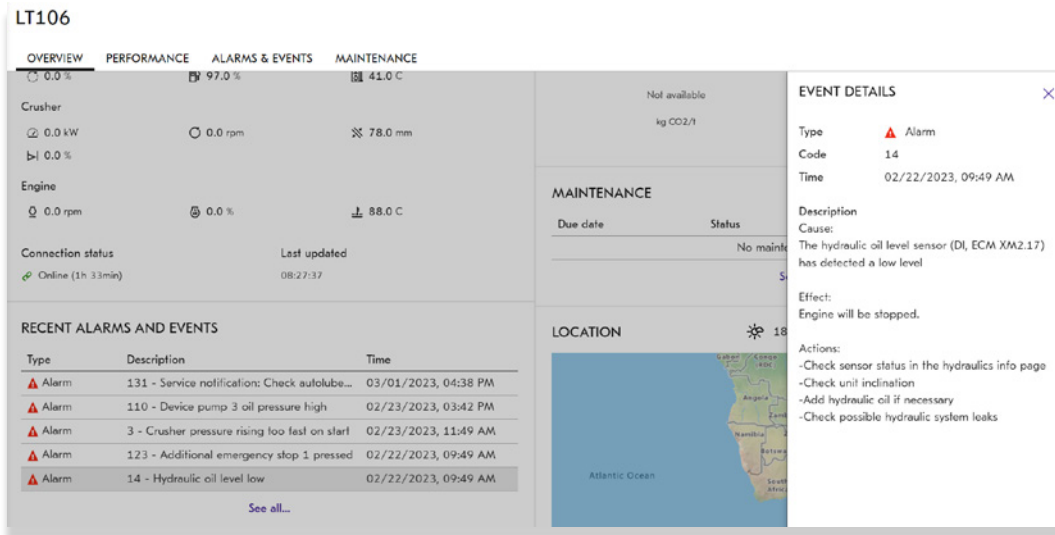 LT106
OVERVIEW PERFORMANCE ALARMS & EVENTS MAINTENANCE
0.0 % 97.0 % 41.0 C
Crusher
0.0 kW 0.0 rpm 78.0 mm
0.0 %
Engine
0.0 rpm 0.0 % 88.0 C
Connection status Last updated
Online (1h 33min) 08:27:37
RECENT ALARMS AND EVENTS
Type Description Time
Alarm 131 - Service notification: Check autolube... 03/01/2023, 04:38 PM
Alarm 110 - Device pump 3 oil pressure high 02/23/2023, 03:42 PM
Alarm 3 - Crusher pressure rising too fast on start 02/23/2023, 11:49 AM
Alarm 123 - Additional emergency stop 1 pressed 02/22/2023, 09:49 AM
Alarm 14 - Hydraulic oil level low 02/22/2023, 09:49 AM
See all...
Not available
kg CO2/t
MAINTENANCE
Due date Status
No mainte
S
LOCATION 18
Gabon Congo
(DRC)
Angola
Namibia
Botswa
South
Africa
Atlantic Ocean
EVENT DETAILS
Type Alarm
Code 14
Time 02/22/2023, 09:49 AM
Description
Cause:
The hydraulic oil level sensor (DI, ECM XM2.17)
has detected a low level
Effect:
Engine will be stopped.
Actions:
-Check sensor status in the hydraulics info page
-Check unit inclination
-Add hydraulic oil if necessary
-Check possible hydraulic system leaks